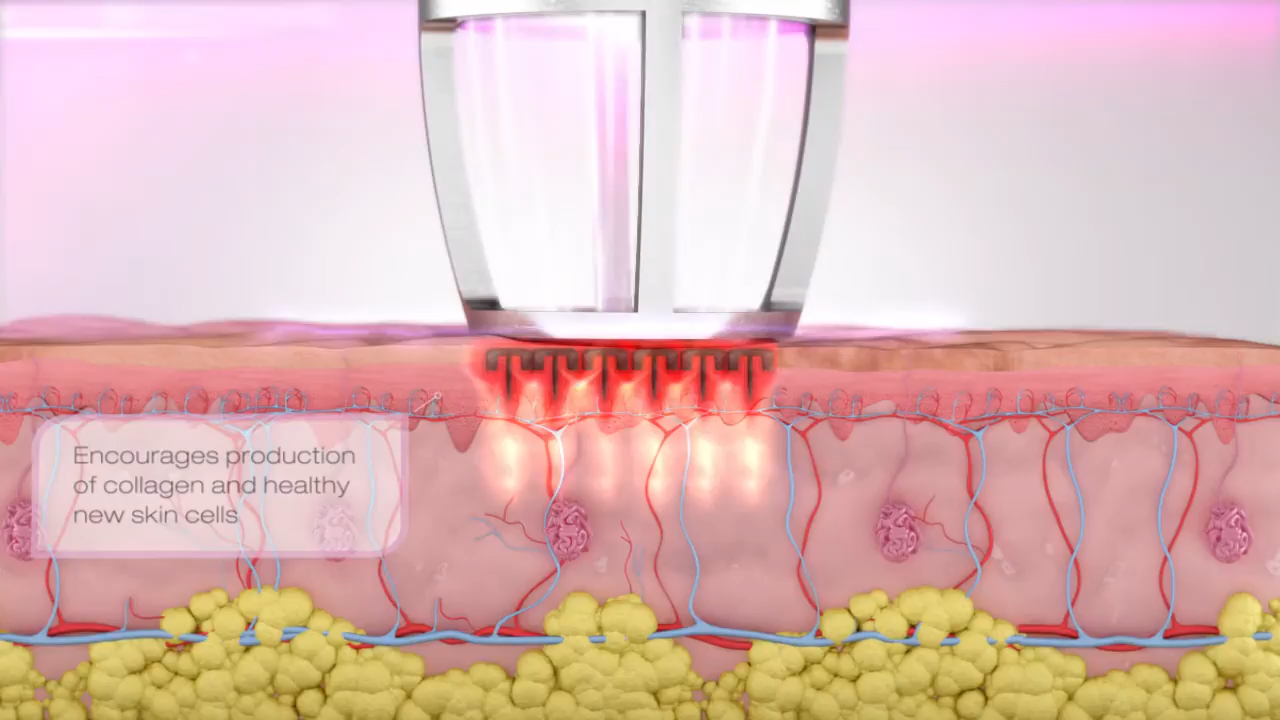 Encourages production
of collagen and healthy
new skin cells